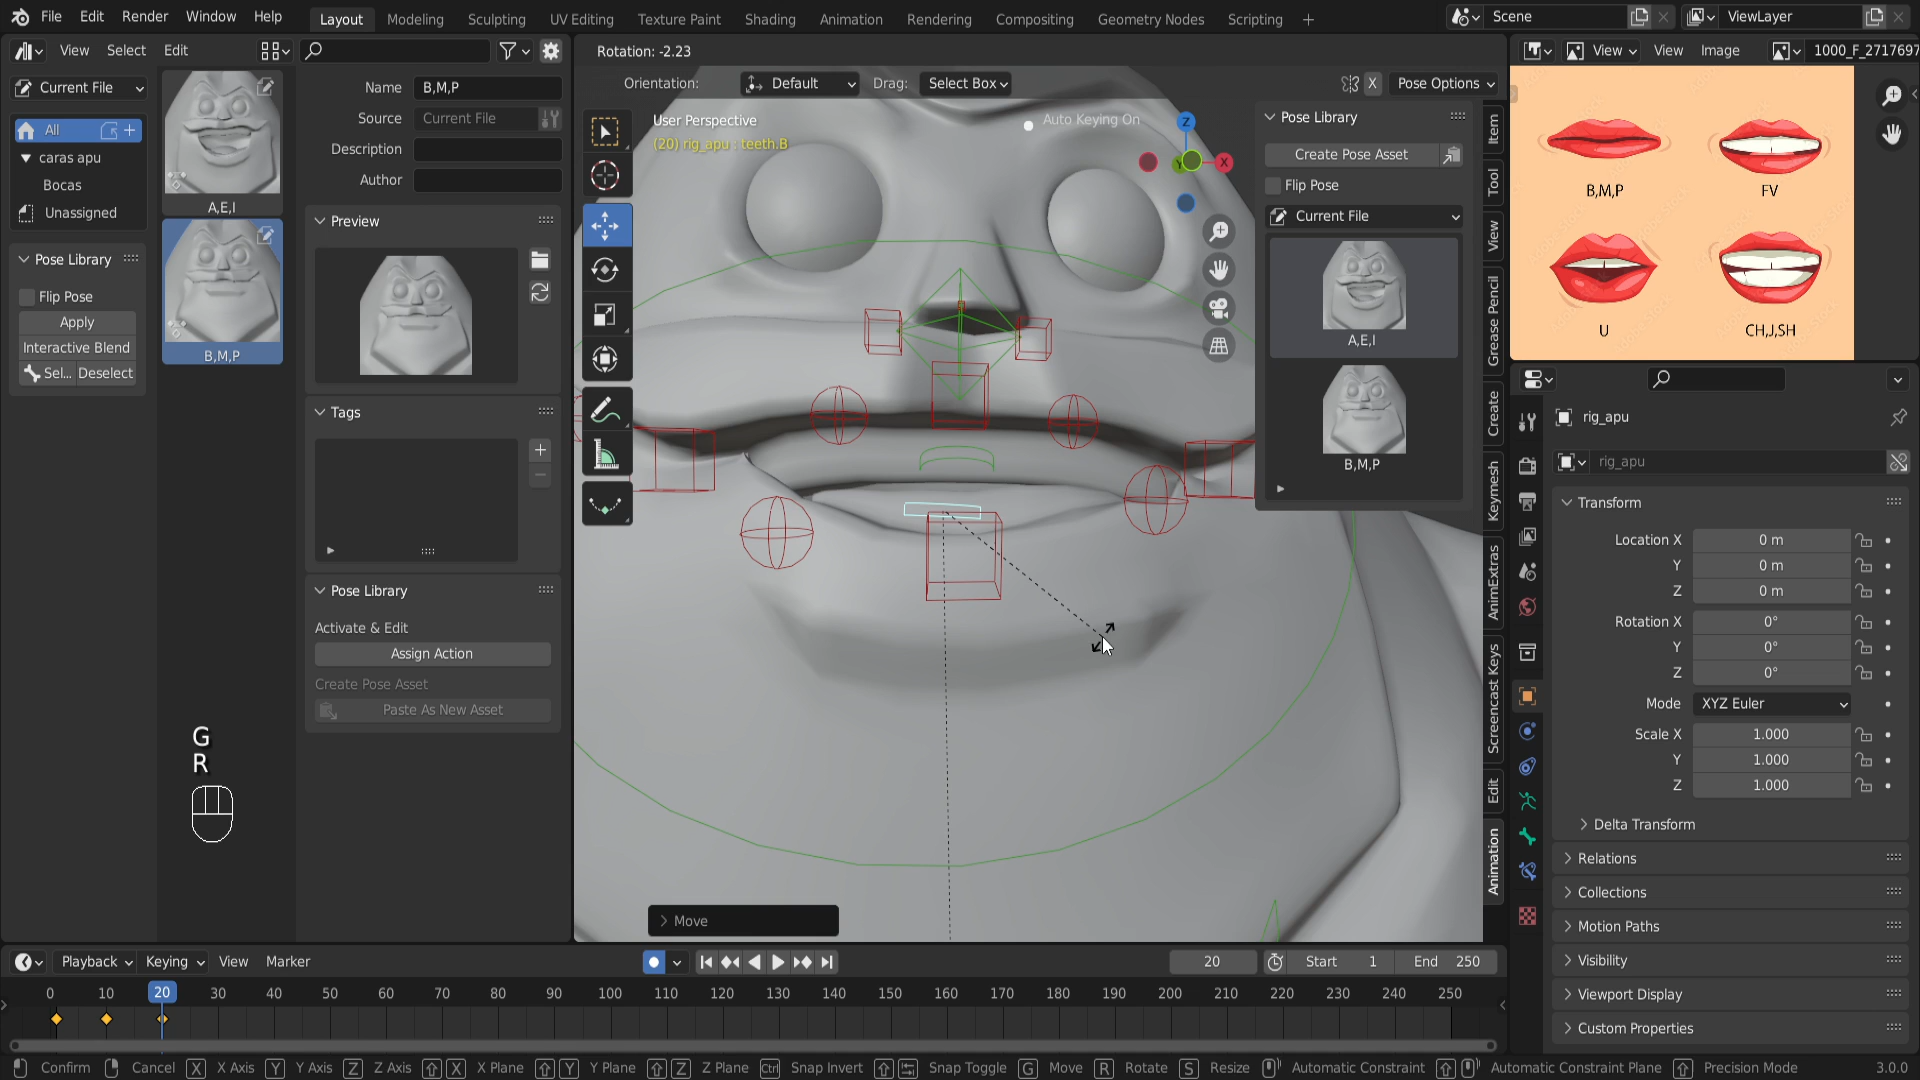 File Edit Render Window Help
Layout Modeling Sculpting UV Editing Texture Paint Shading Animation Rendering Compositing Geometry Nodes Scripting +
Scene
ViewLayer
View Select Edit
Rotation: -2.23
View View Image 1000_F_2717697
Current File
Name B,M,P
Source Current File
Description
Author
Orientation: Default Drag: Select Box
X Pose Options
All
caras apu
Bocas
Unassigned
A,E,I
B,M,P
Pose Library
Flip Pose
Apply
Interactive Blend
Sel... Deselect
Preview
Tags
Pose Library
Activate & Edit
Assign Action
Create Pose Asset
Paste As New Asset
G
R
User Perspective
(20) rig_apu : teeth.B
Auto Keying On
Z
X
Y
Pose Library
Create Pose Asset
Flip Pose
Current File
A,E,I
B,M,P
Item
Tool
View
Grease Pencil
Create
Keymesh
AnimExtras
Screencast Keys
Edit
Animation
Move
B,M,P FV
U CH,J,SH
rig_apu
rig_apu
Transform
Location X 0 m
Y 0 m
Z 0 m
Rotation X 0°
Y 0°
Z 0°
Mode XYZ Euler
Scale X 1.000
Y 1.000
Z 1.000
Delta Transform
Relations
Collections
Motion Paths
Visibility
Viewport Display
Custom Properties
Playback Keying View Marker
20 Start 1 End 250
0 10 20 30 40 50 60 70 80 90 100 110 120 130 140 150 160 170 180 190 200 210 220 230 240 250
Confirm Cancel X X Axis Y Y Axis Z Z Axis X X Plane Y Y Plane Z Z Plane Ctrl Snap Invert Snap Toggle G Move R Rotate S Resize Automatic Constraint Automatic Constraint Plane Precision Mode 3.0.0